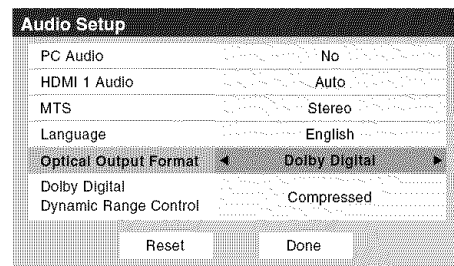 Audio Setup
PC Audio No
HDMI 1 Audio Auto
MTS Stereo
Language English
Optical Output Format ◄ Dolby Digital ►
Dolby Digital
Dynamic Range Control Compressed
Reset Done